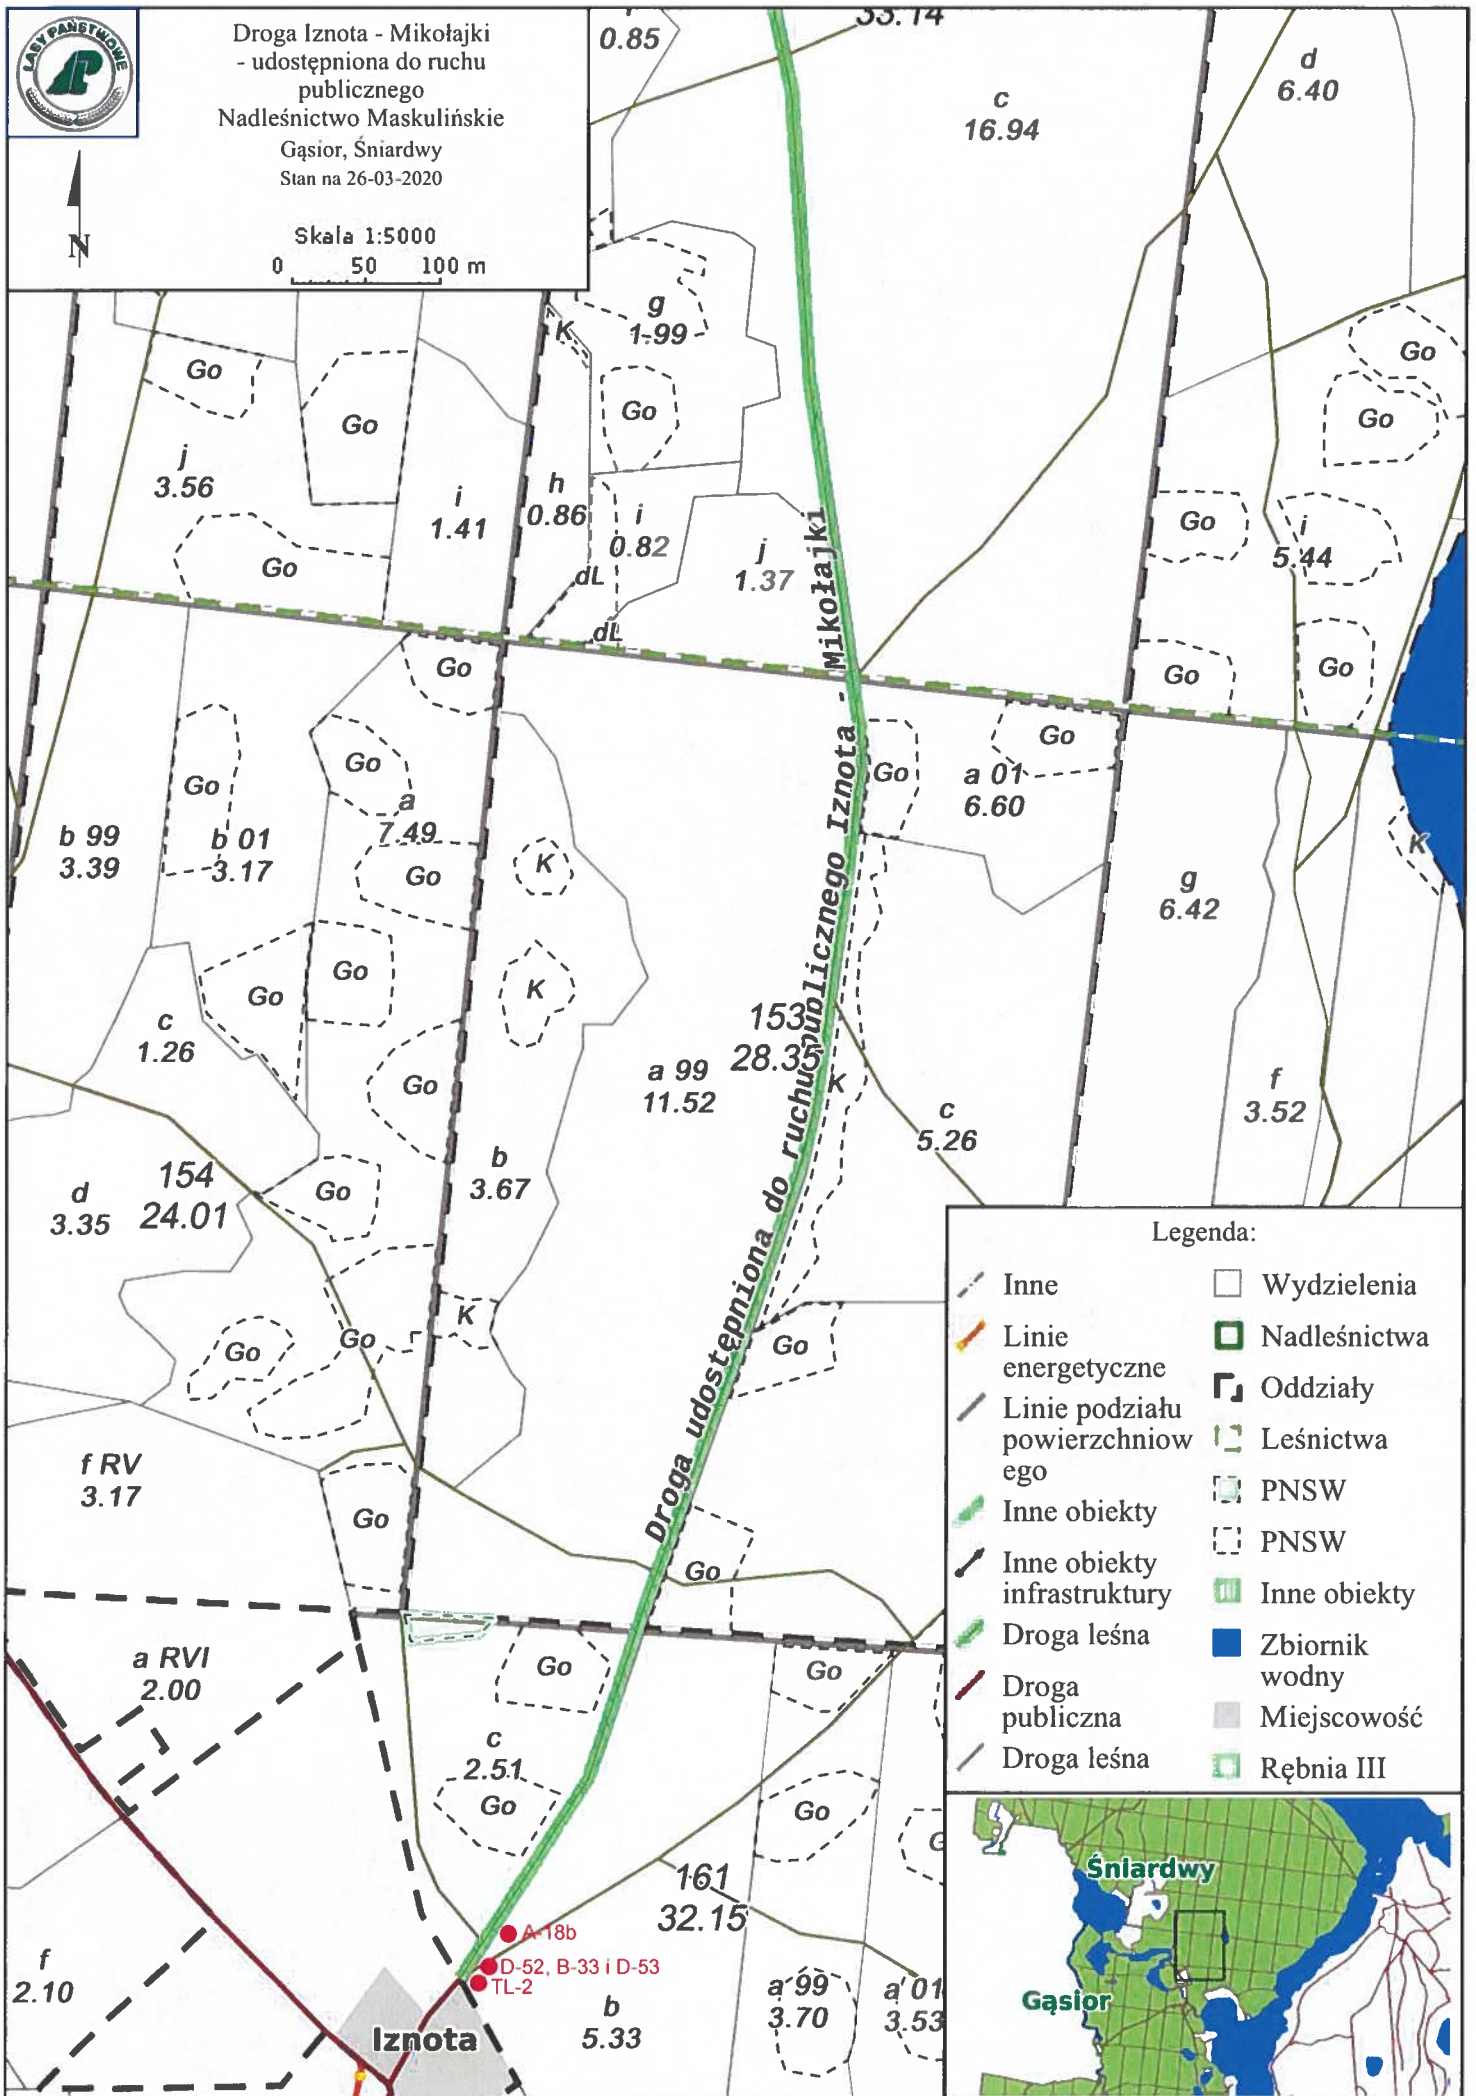 LASY PAŃSTWOWE
Droga Iznota - Mikołajki
- udostępniona do ruchu
publicznego
Nadleśnictwo Maskulińskie
Gąsior, Śniardwy
Stan na 26-03-2020
N
Skala 1:5000
0 50 100 m
0.85
33.14
c
16.94
d
6.40
g
1.99
K
Go
Go
Go
Go
Go
j
3.56
i
1.41
h
0.86
i
0.82
j
1.37
Go
i
5.44
Go
dL
dL
Go
Go
Go
Go
Go
Go
Go
a 01
6.60
b 99
3.39
b 01
3.17
a
7.49
Go
K
K
g
6.42
K
Go
Go
c
1.26
Go
153
28.35
a 99
11.52
K
c
5.26
f
3.52
Droga udostępniona do ruchu publicznego Iznota - Mikołajki
d
3.35
154
24.01
Go
b
3.67
K
Go
Go
Go
f RV
3.17
Go
Go
a RVI
2.00
Go
Go
c
2.51
Go
Go
G
161
32.15
A-18b
D-52, B-33 i D-53
TL-2
f
2.10
Iznota
b
5.33
a 99
3.70
a 01
3.53
Legenda:
Inne
Linie
energetyczne
Linie podziału
powierzchniow
ego
Inne obiekty
Inne obiekty
infrastruktury
Droga leśna
Droga
publiczna
Droga leśna
Wydzielenia
Nadleśnictwa
Oddziały
Leśnictwa
PNSW
PNSW
Inne obiekty
Zbiornik
wodny
Miejscowość
Rębnia III
Śniardwy
Gąsior